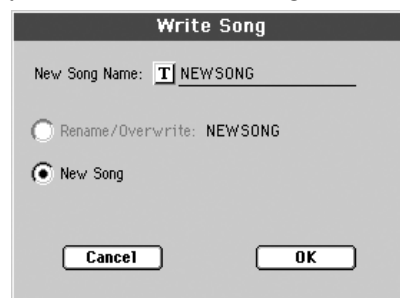 Write Song
New Song Name: T NEWSONG
Rename/Overwrite: NEWSONG
New Song
Cancel OK